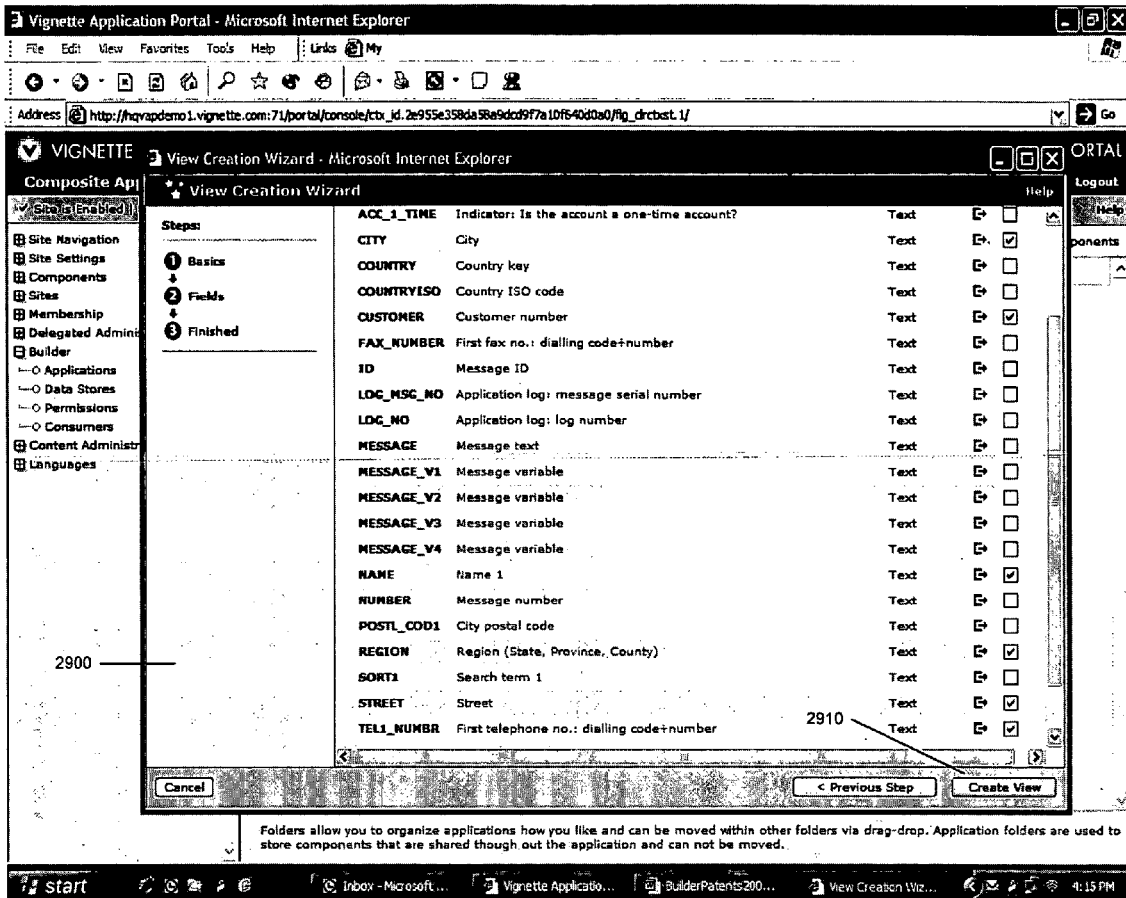 Vignette Application Portal - Microsoft Internet Explorer
File Edit View Favorites Tools Help Links My
Address http://hqvapdemo1.vignette.com:71/portal/console/ctx_id.2e955e358da58a9dcd9f7a10f640d0a0/flg_drctxst.1/ Go
VIGNETTE View Creation Wizard - Microsoft Internet Explorer ORTAL
Composite Ap View Creation Wizard Help Logout
Site is Enabled Help
ponents
Steps:
1 Basics
2 Fields
3 Finished
Site Navigation
Site Settings
Components
Sites
Membership
Delegated Adminis
Builder
Applications
Data Stores
Permissions
Consumers
Content Administr
Languages
ACC_1_TIME Indicator: Is the account a one-time account? Text
CITY City Text
COUNTRY Country key Text
COUNTRYISO Country ISO code Text
CUSTOMER Customer number Text
FAX_NUMBER First fax no.: dialling code+number Text
ID Message ID Text
LOG_MSG_NO Application log: message serial number Text
LOG_NO Application log: log number Text
MESSAGE Message text Text
MESSAGE_V1 Message variable Text
MESSAGE_V2 Message variable Text
MESSAGE_V3 Message variable Text
MESSAGE_V4 Message variable Text
NAME Name 1 Text
NUMBER Message number Text
POSTL_COD1 City postal code Text
REGION Region (State, Province, County) Text
SORT1 Search term 1 Text
STREET Street Text
TEL1_NUMBR First telephone no.: dialling code+number Text
2900
2910
Cancel < Previous Step Create View
Folders allow you to organize applications how you like and can be moved within other folders via drag-drop. Application folders are used to
store components that are shared though out the application and can not be moved.
start Inbox - Microsoft ... Vignette Applicatio... BuilderPatents200... View Creation Wiz... 4:15 PM